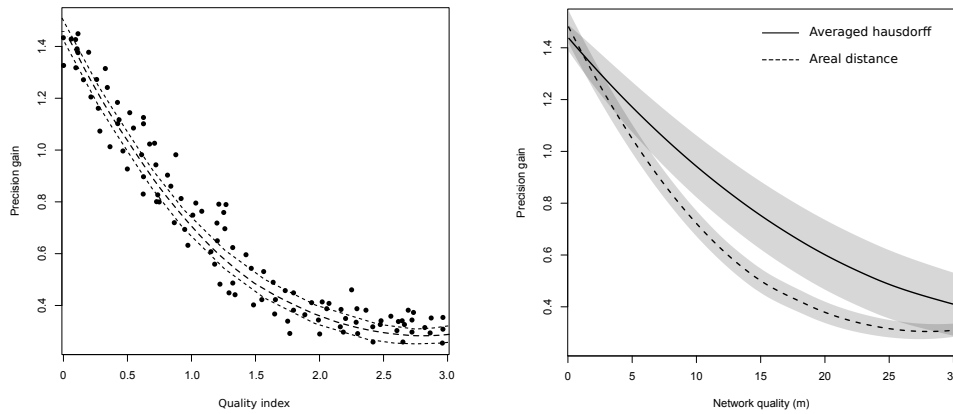 1.4
1.2
1.0
0.8
0.6
0.4
Precision gain
0 0.5 1.0 1.5 2.0 2.5 3.0
Quality index
Averaged hausdorff
Areal distance
1.4
1.2
1.0
0.8
0.6
0.4
Precision gain
0 5 10 15 20 25
Network quality (m)